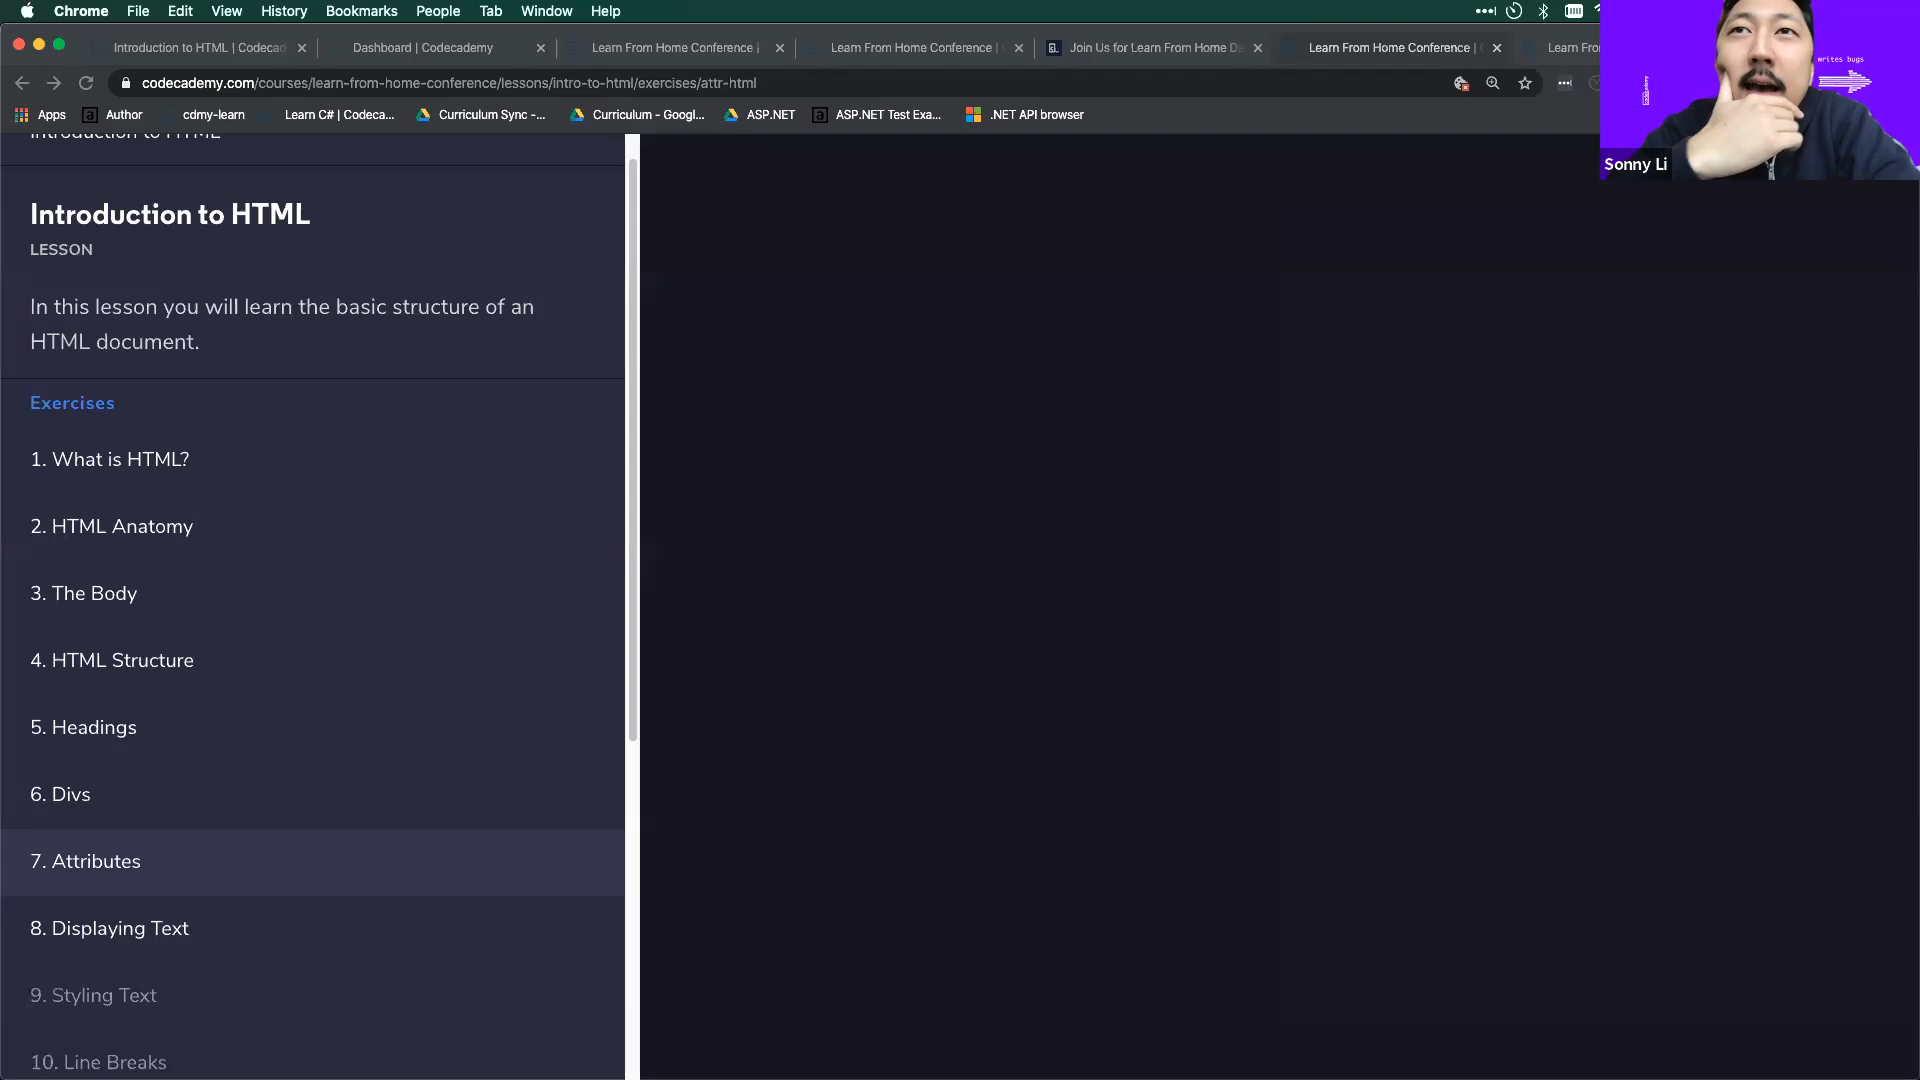 Chrome File Edit View History Bookmarks People Tab Window Help
Introduction to HTML | Codecad
Dashboard | Codecademy
Learn From Home Conference |
Learn From Home Conference |
Join Us for Learn From Home Da
Learn From Home Conference |
Learn Fro
codecademy.com/courses/learn-from-home-conference/lessons/intro-to-html/exercises/attr-html
Apps
Author
cdmy-learn
Learn C# | Codeca...
Curriculum Sync -...
Curriculum - Googl...
ASP.NET
ASP.NET Test Exa...
.NET API browser
writes bugs
Sonny Li
Introduction to HTML
Introduction to HTML
LESSON
In this lesson you will learn the basic structure of an
HTML document.
Exercises
1. What is HTML?
2. HTML Anatomy
3. The Body
4. HTML Structure
5. Headings
6. Divs
7. Attributes
8. Displaying Text
9. Styling Text
10. Line Breaks